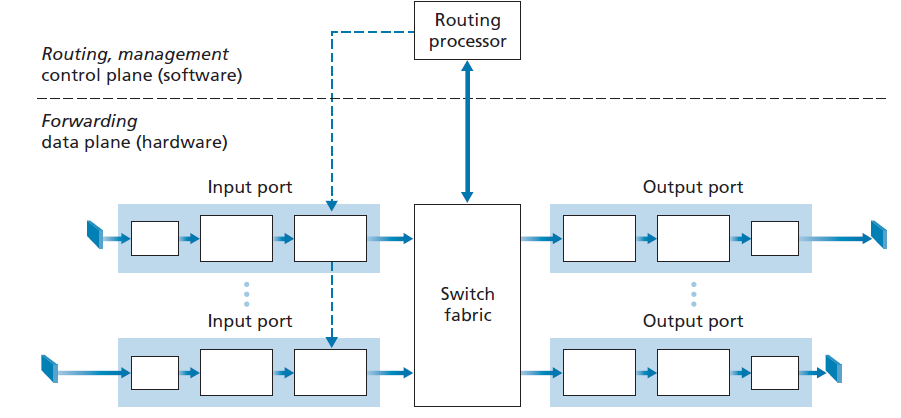 Routing
processor
Routing, management
control plane (software)
Forwarding
data plane (hardware)
Input port
Output port
Switch
fabric
Input port
Output port